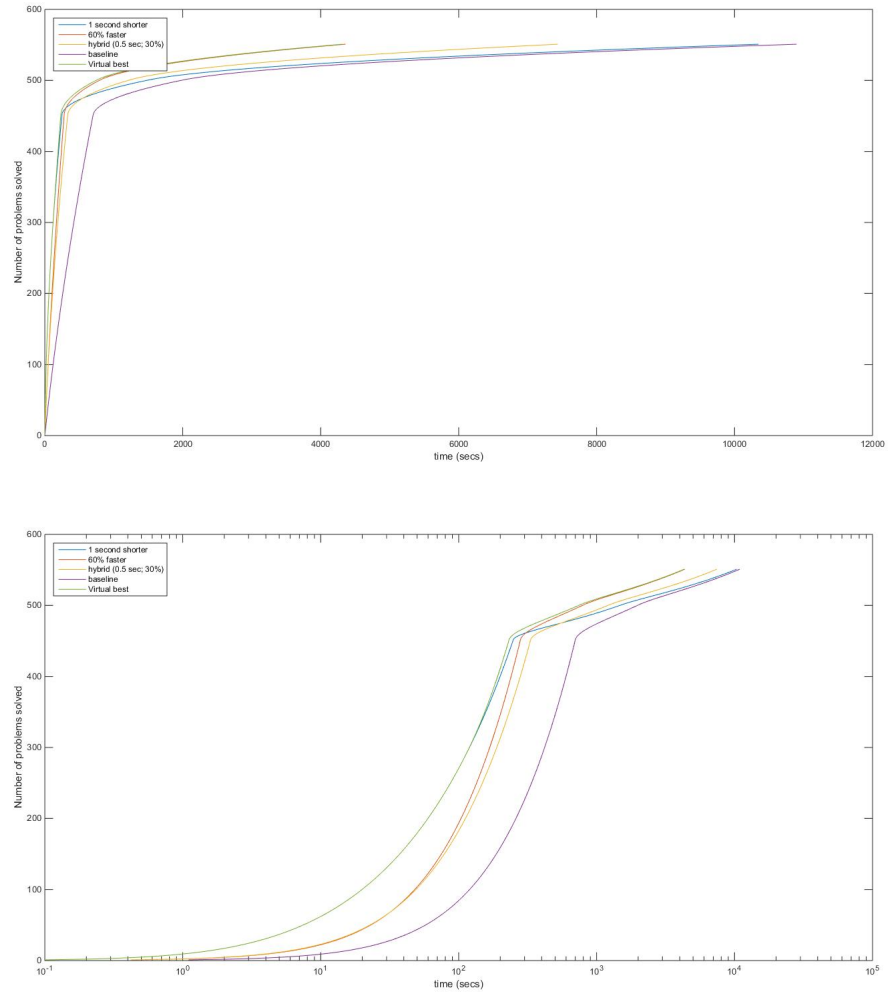 600
1 second shorter
60% faster
hybrid (0.5 sec; 30%)
baseline
Virtual best
500
400
300
200
100
0
Number of problems solved
0 2000 4000 6000 8000 10000 12000
time (secs)
600
1 second shorter
60% faster
hybrid (0.5 sec; 30%)
baseline
Virtual best
500
400
300
200
100
0
Number of problems solved
10-1 100 101 102 103 104 105
time (secs)